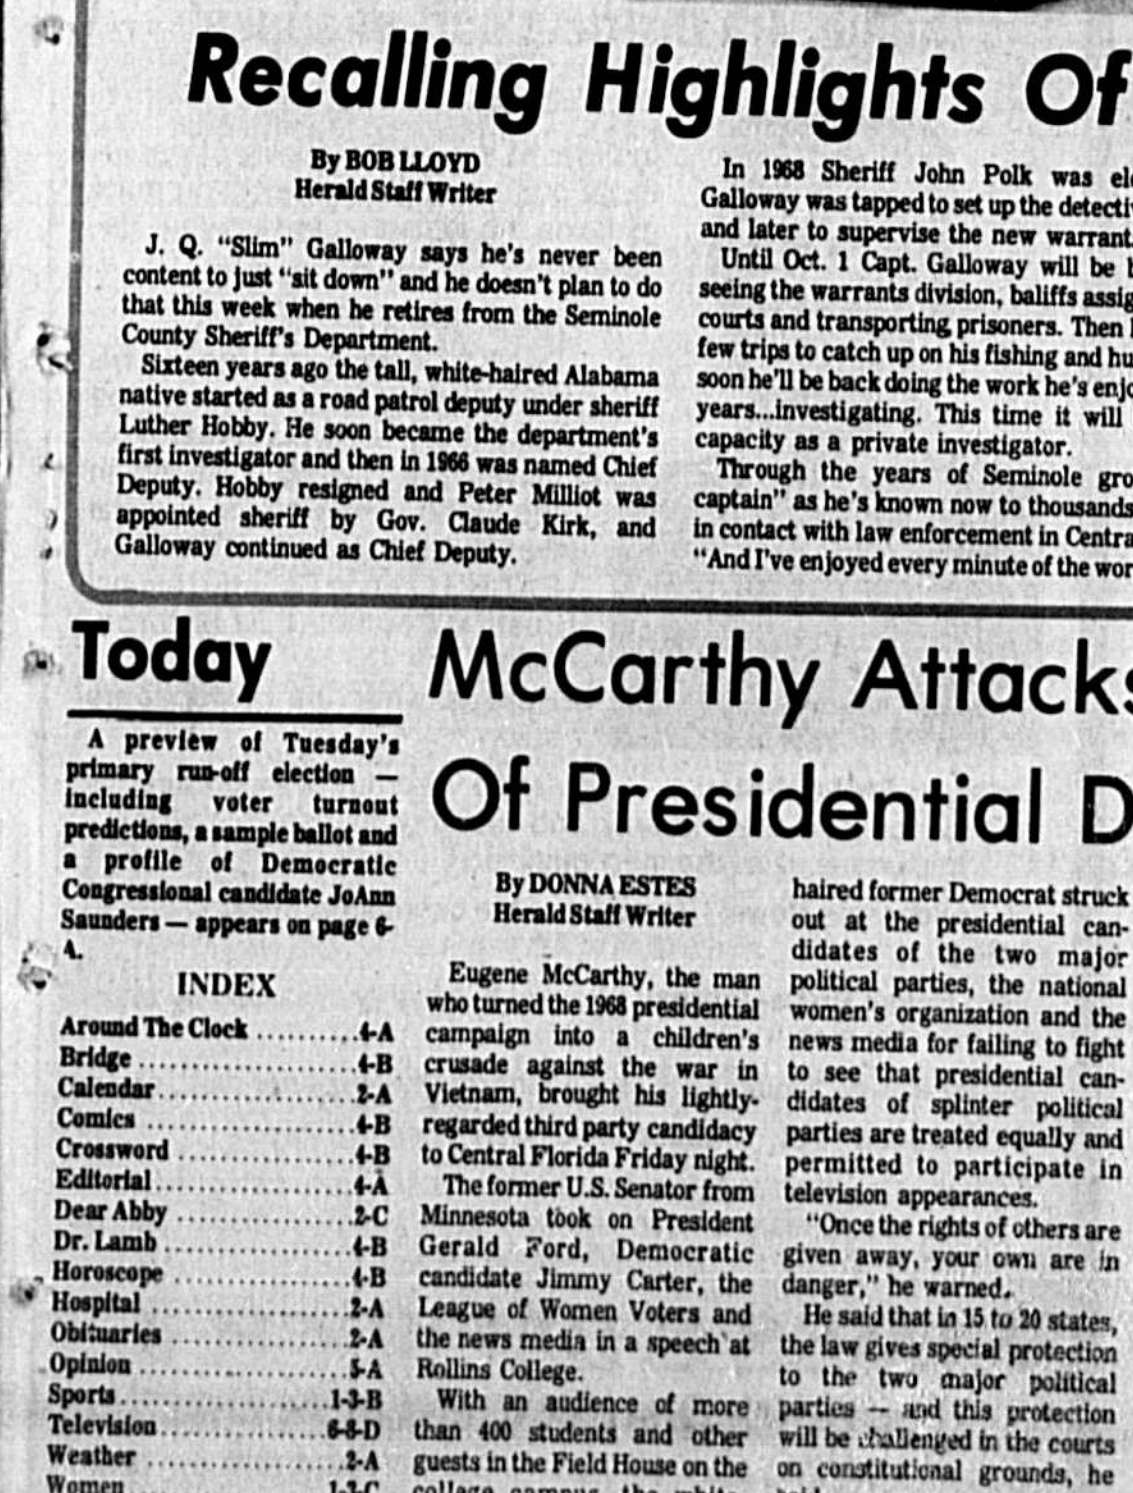 Recalling Highlights Of
By BOB LLOYD
Herald Staff Writer
J. Q. "Slim" Galloway says he's never been
content to just "sit down" and he doesn't plan to do
that this week when he retires from the Seminole
County Sheriff's Department.
Sixteen years ago the tall, white-haired Alabama
native started as a road patrol deputy under sheriff
Luther Hobby. He soon became the department's
first investigator and then in 1966 was named Chief
Deputy. Hobby resigned and Peter Milliot was
appointed sheriff by Gov. Claude Kirk, and
Galloway continued as Chief Deputy.
In 1968 Sheriff John Polk was
Galloway was tapped to set up the
and later to supervise the new warrant
Until Oct. 1 Capt. Galloway will be
seeing the warrants division, baliffs
courts and transporting prisoners. Then
few trips to catch up on his fishing and
soon he'll be back doing the work he's
years...investigating. This time it will
capacity as a private investigator.
Through the years of Seminole
captain" as he's known now to thousands
in contact with law enforcement in
"And I've enjoyed every minute of the
Today
A preview of Tuesday's
primary run-off election —
including voter turnout
predictions, a sample ballot and
a profile of Democratic
Congressional candidate JoAnn
Saunders — appears on page 6-
A.
INDEX
Around The Clock ..........4-A
Bridge .....................4-B
Calendar...................2-A
Comics ....................4-B
Crossword .................4-B
Editorial...................4-A
Dear Abby .................2-C
Dr. Lamb ..................4-B
Horoscope .................4-B
Hospital ...................2-A
Obituaries .................2-A
Opinion ....................5-A
Sports....................1-3-B
Television................6-8-D
Weather ...................2-A
Women
McCarthy Attacks
Of Presidential
By DONNA ESTES
Herald Staff Writer
Eugene McCarthy, the man
who turned the 1968 presidential
campaign into a children's
crusade against the war in
Vietnam, brought his lightly-
regarded third party candidacy
to Central Florida Friday night.
The former U.S. Senator from
Minnesota took on President
Gerald Ford, Democratic
candidate Jimmy Carter, the
League of Women Voters and
the news media in a speech at
Rollins College.
With an audience of more
than 400 students and other
guests in the Field House on the
haired former Democrat struck
out at the presidential can-
didates of the two major
political parties, the national
women's organization and the
news media for failing to fight
to see that presidential can-
didates of splinter political
parties are treated equally and
permitted to participate in
television appearances.
"Once the rights of others are
given away, your own are in
danger," he warned.
He said that in 15 to 20 states,
the law gives special protection
to the two major political
parties — and this protection
will be challenged in the courts
on constitutional grounds, he